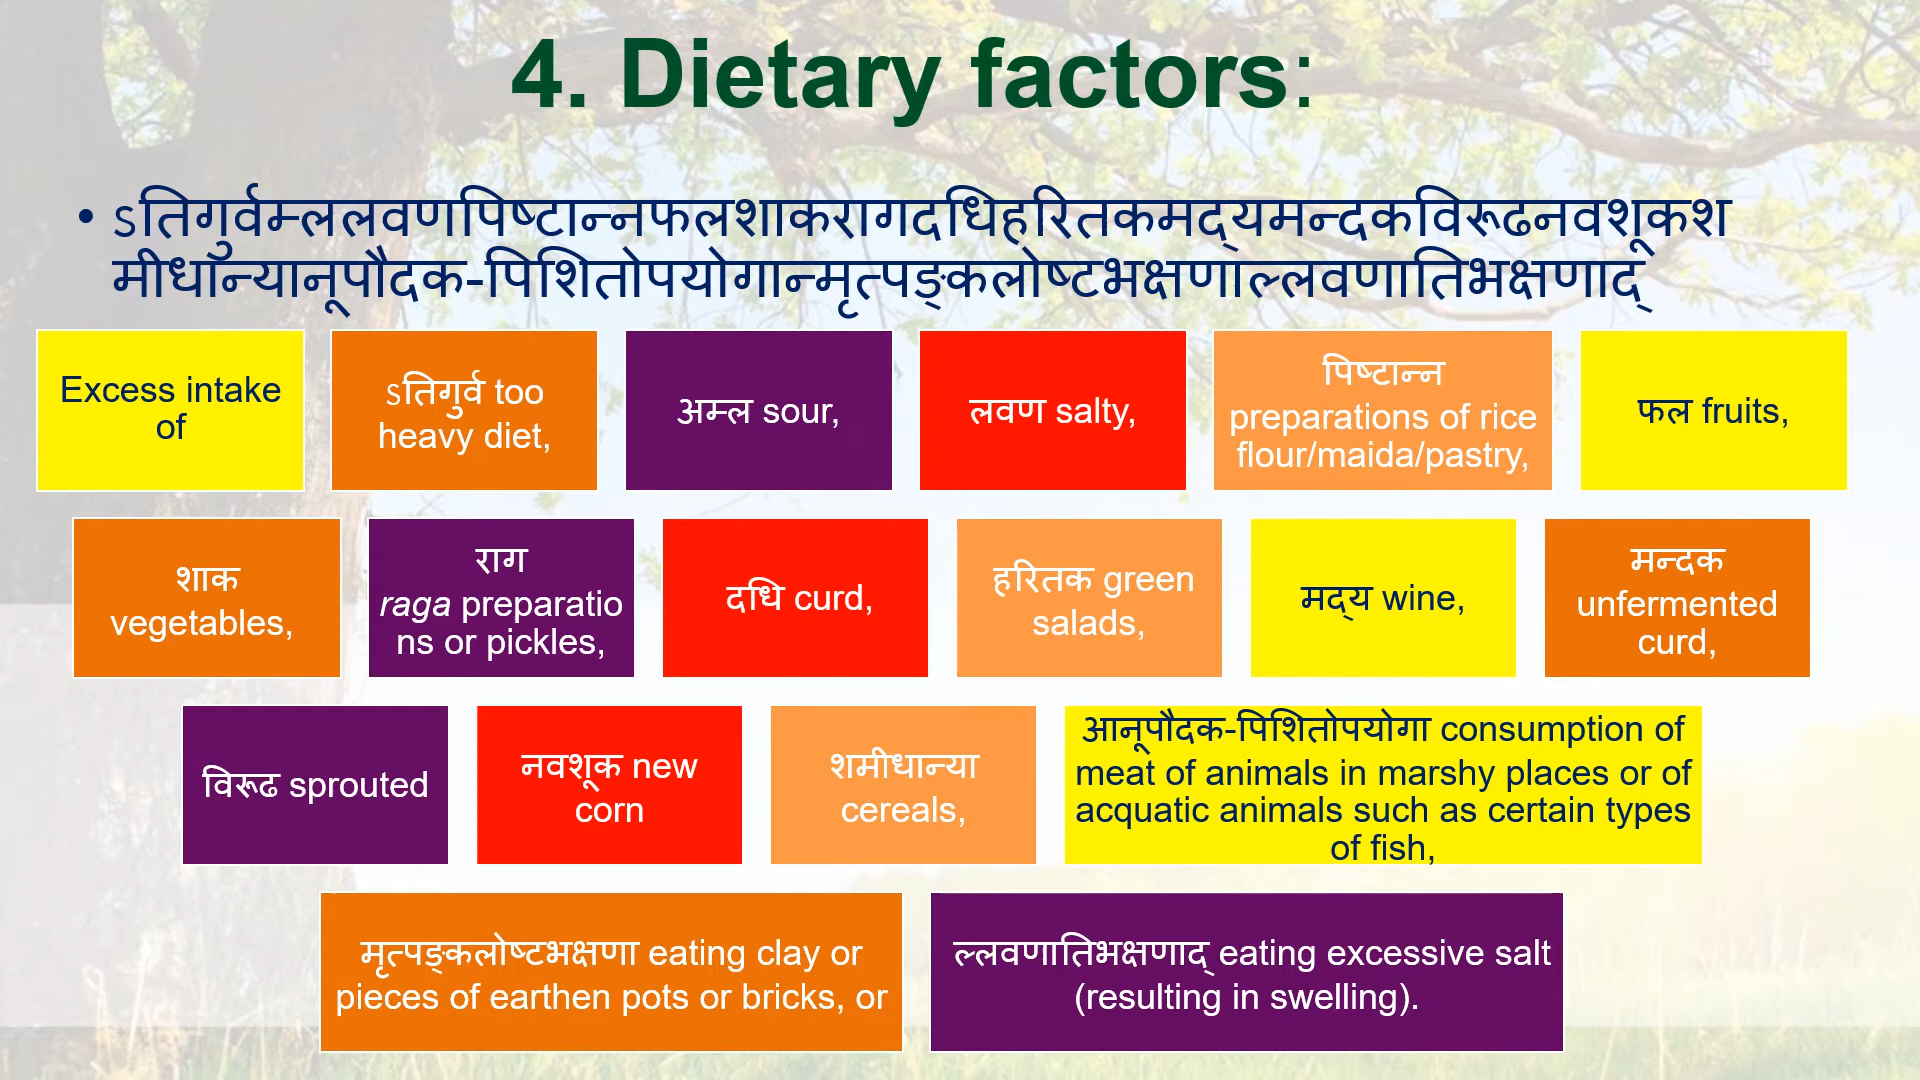 4. Dietary factors:
• ऽतिगुर्वम्ललवणपिष्टान्नफलशाकरागदधिहरितकमद्यमन्दकविरूढनवशूकश
मीधान्यानूपौदक-पिशितोपयोगान्मृत्पङ्कलोष्टभक्षणाल्लवणातिभक्षणाद्
Excess intake
of
ऽतिगुर्व too
heavy diet,
अम्ल sour,
लवण salty,
पिष्टान्न
preparations of rice
flour/maida/pastry,
फल fruits,
शाक
vegetables,
राग
raga preparatio
ns or pickles,
दधि curd,
हरितक green
salads,
मद्य wine,
मन्दक
unfermented
curd,
विरूढ sprouted
नवशूक new
corn
शमीधान्या
cereals,
आनूपौदक-पिशितोपयोगा consumption of
meat of animals in marshy places or of
acquatic animals such as certain types
of fish,
मृत्पङ्कलोष्टभक्षणा eating clay or
pieces of earthen pots or bricks, or
ल्लवणातिभक्षणाद् eating excessive salt
(resulting in swelling).